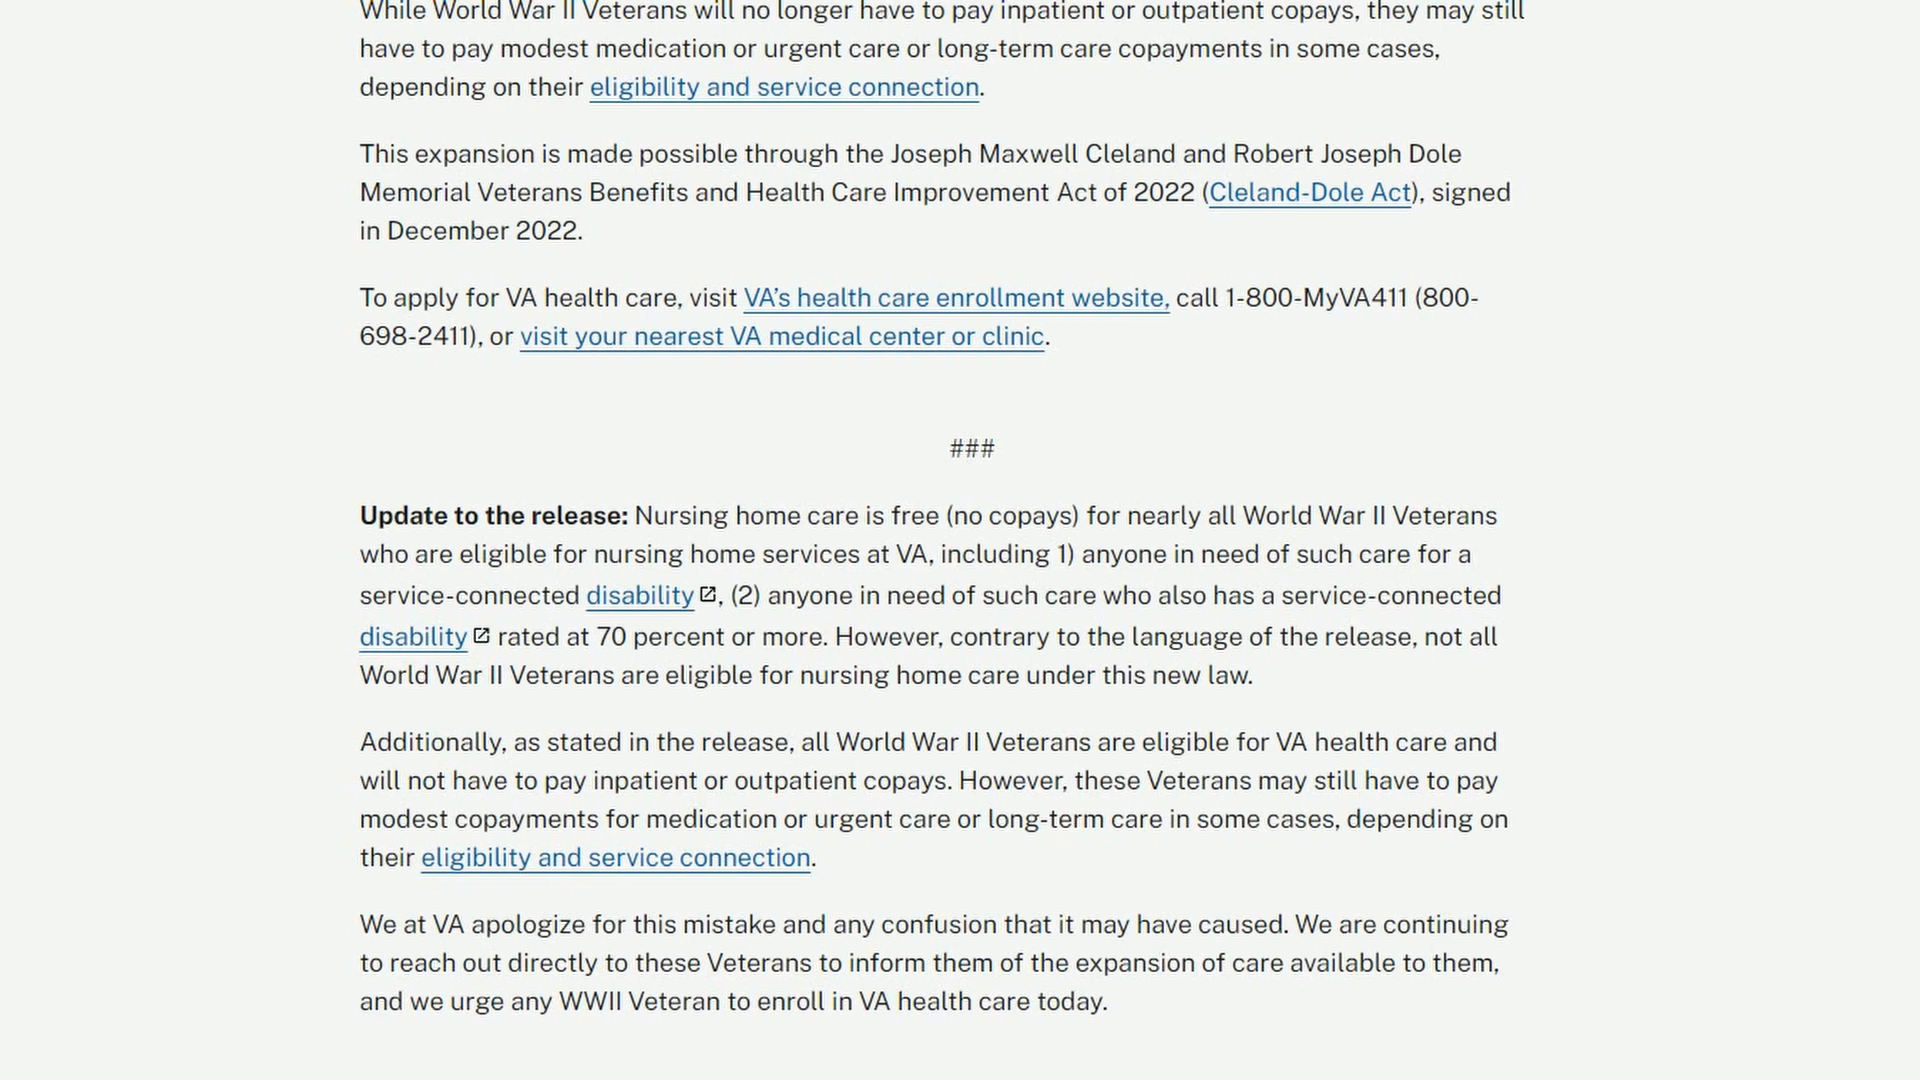 While World War II Veterans will no longer have to pay inpatient or outpatient copays, they may still
have to pay modest medication or urgent care or long-term care copayments in some cases,
depending on their eligibility and service connection.
This expansion is made possible through the Joseph Maxwell Cleland and Robert Joseph Dole
Memorial Veterans Benefits and Health Care Improvement Act of 2022 (Cleland-Dole Act), signed
in December 2022.
To apply for VA health care, visit VA’s health care enrollment website, call 1-800-MyVA411 (800-
698-2411), or visit your nearest VA medical center or clinic.
###
Update to the release: Nursing home care is free (no copays) for nearly all World War II Veterans
who are eligible for nursing home services at VA, including 1) anyone in need of such care for a
service-connected disability, (2) anyone in need of such care who also has a service-connected
disability rated at 70 percent or more. However, contrary to the language of the release, not all
World War II Veterans are eligible for nursing home care under this new law.
Additionally, as stated in the release, all World War II Veterans are eligible for VA health care and
will not have to pay inpatient or outpatient copays. However, these Veterans may still have to pay
modest copayments for medication or urgent care or long-term care in some cases, depending on
their eligibility and service connection.
We at VA apologize for this mistake and any confusion that it may have caused. We are continuing
to reach out directly to these Veterans to inform them of the expansion of care available to them,
and we urge any WWII Veteran to enroll in VA health care today.